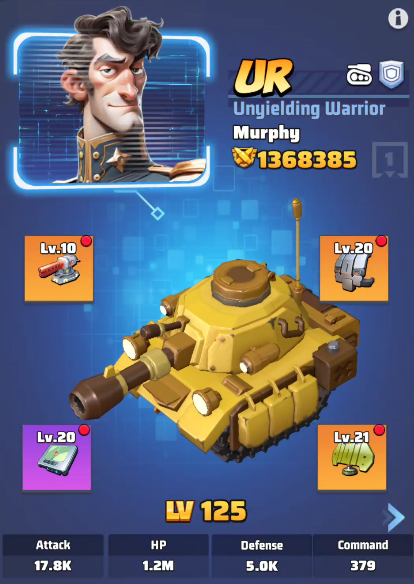 i
UR
Unyielding Warrior
Murphy
1368385
1
Lv.10
Lv.20
Lv.20
Lv.21
LV 125
Attack HP Defense Command
17.8K 1.2M 5.0K 379